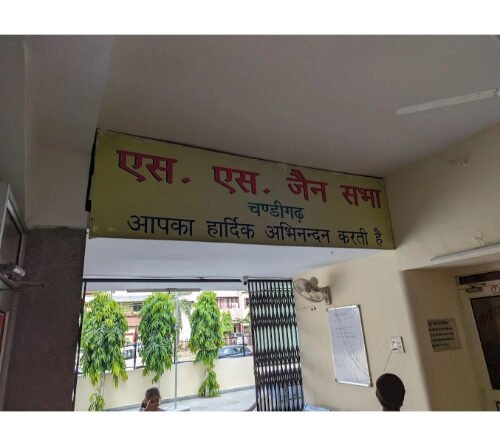 एस. एस. जैन सभा
चण्डीगढ़
आपका हार्दिक अभिनन्दन करती है